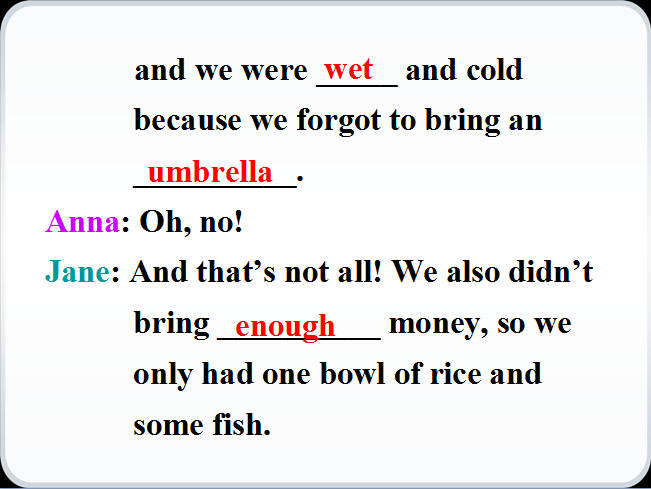 and we were wet and cold
because we forgot to bring an
umbrella.
Anna: Oh, no!
Jane: And that's not all! We also didn't
bring enough money, so we
only had one bowl of rice and
some fish.